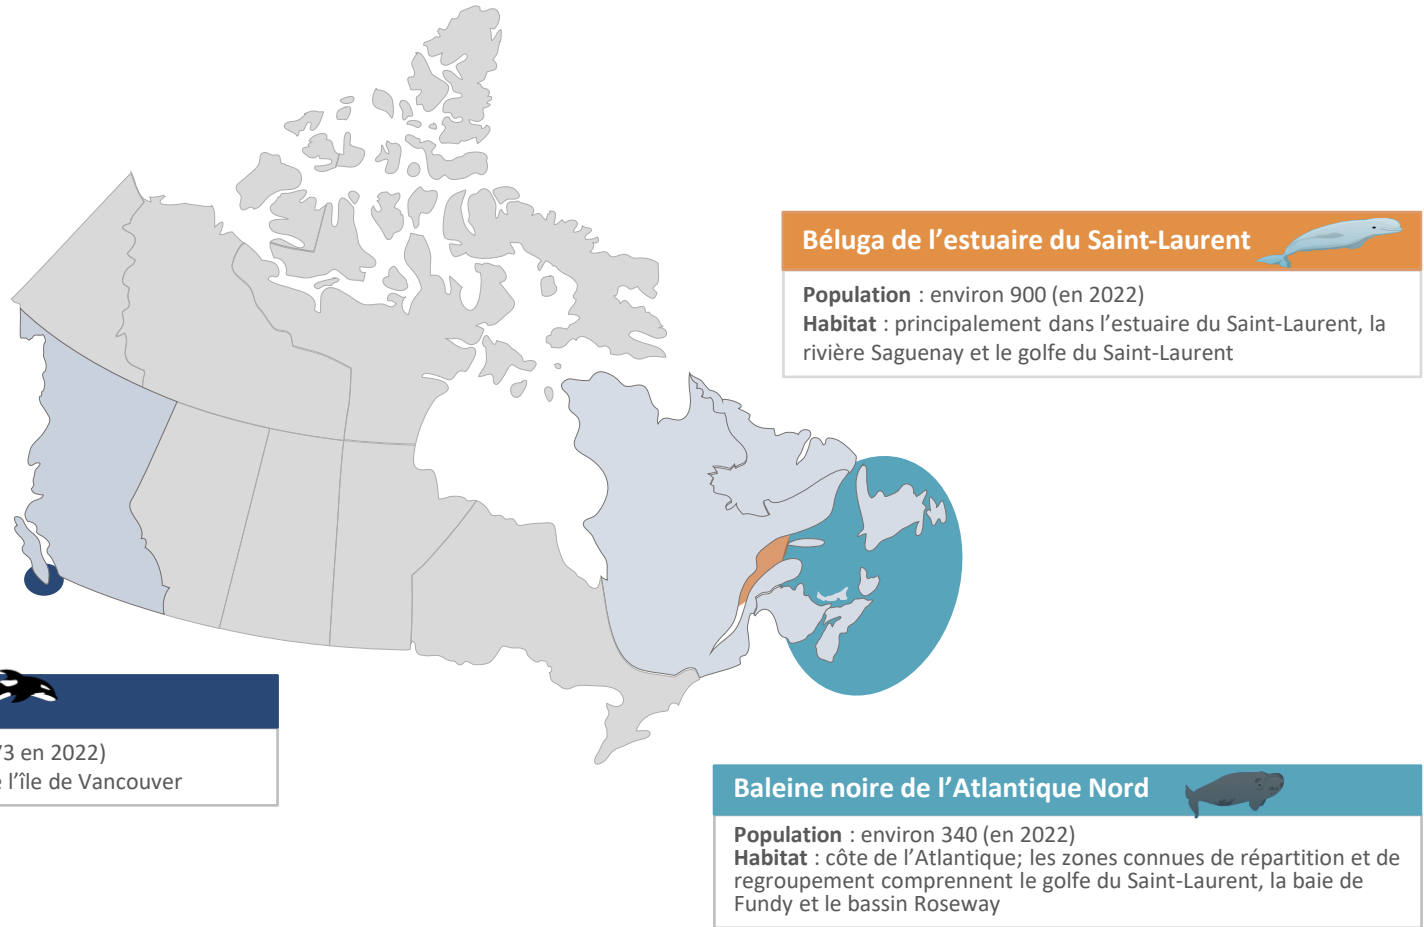 Béluga de l’estuaire du Saint-Laurent
Population : environ 900 (en 2022)
Habitat : principalement dans l’estuaire du Saint-Laurent, la
rivière Saguenay et le golfe du Saint-Laurent
73 en 2022)
l’île de Vancouver
Baleine noire de l’Atlantique Nord
Population : environ 340 (en 2022)
Habitat : côte de l’Atlantique; les zones connues de répartition et de
regroupement comprennent le golfe du Saint-Laurent, la baie de
Fundy et le bassin Roseway